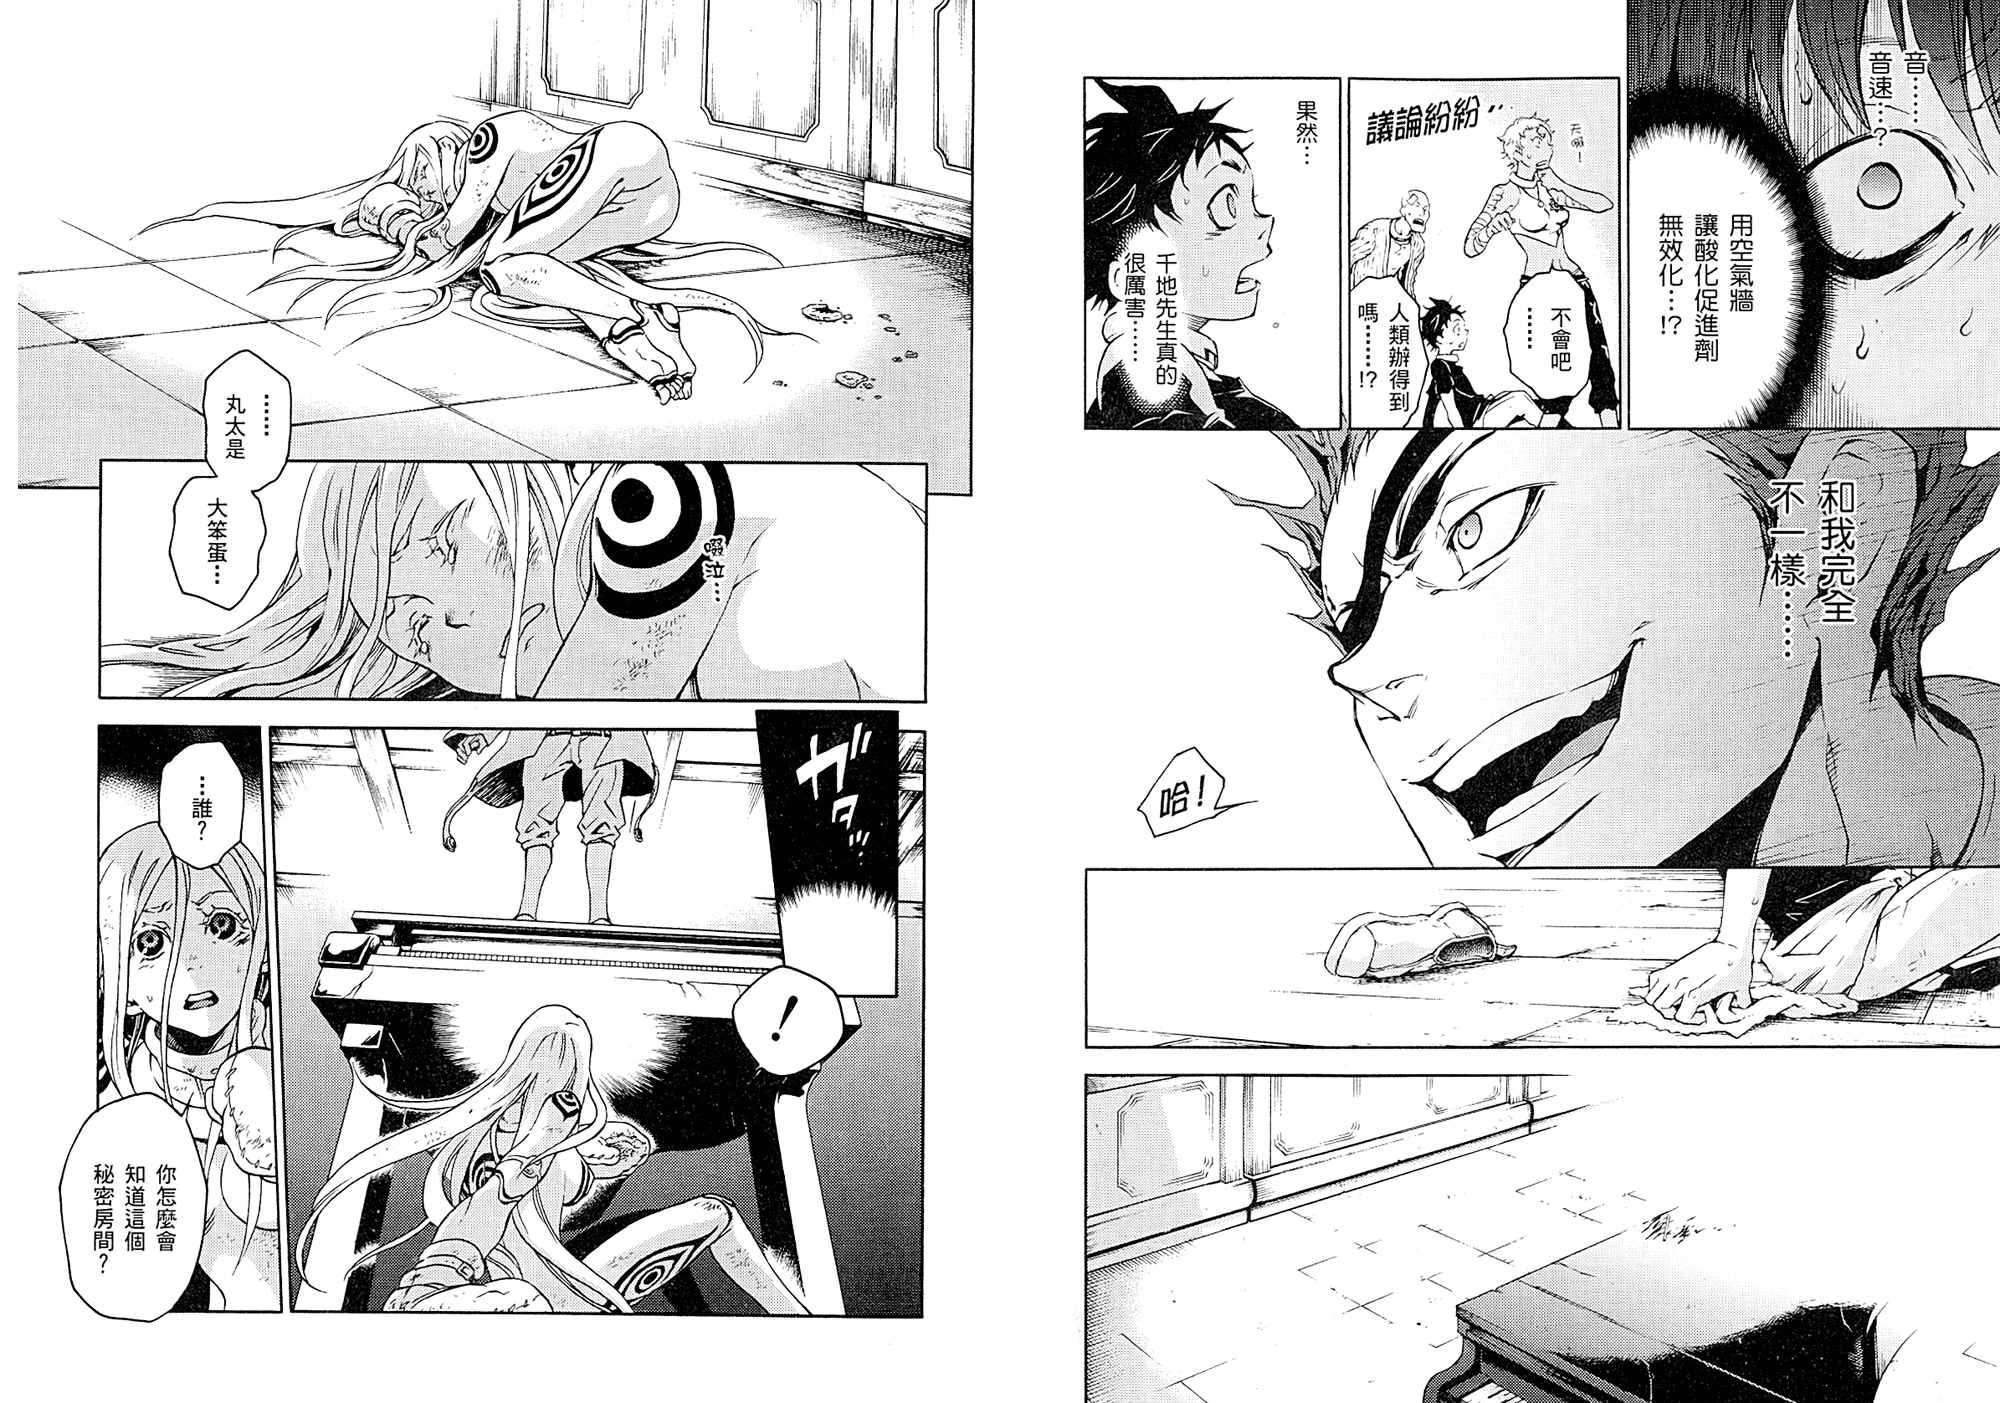 音……
音速…?
用空氣牆
讓酸化促進劑
無效化…!?
議論紛紛··
天啊!
不會吧
……
人類辦得到
嗎……!?
果然…
千地先生真的
很厲害……
和我完全
不一樣……
哈!
……
丸太是
大笨蛋…
啜泣…
ガタッ
!
…誰?
你怎麼會
知道這個
秘密房間?